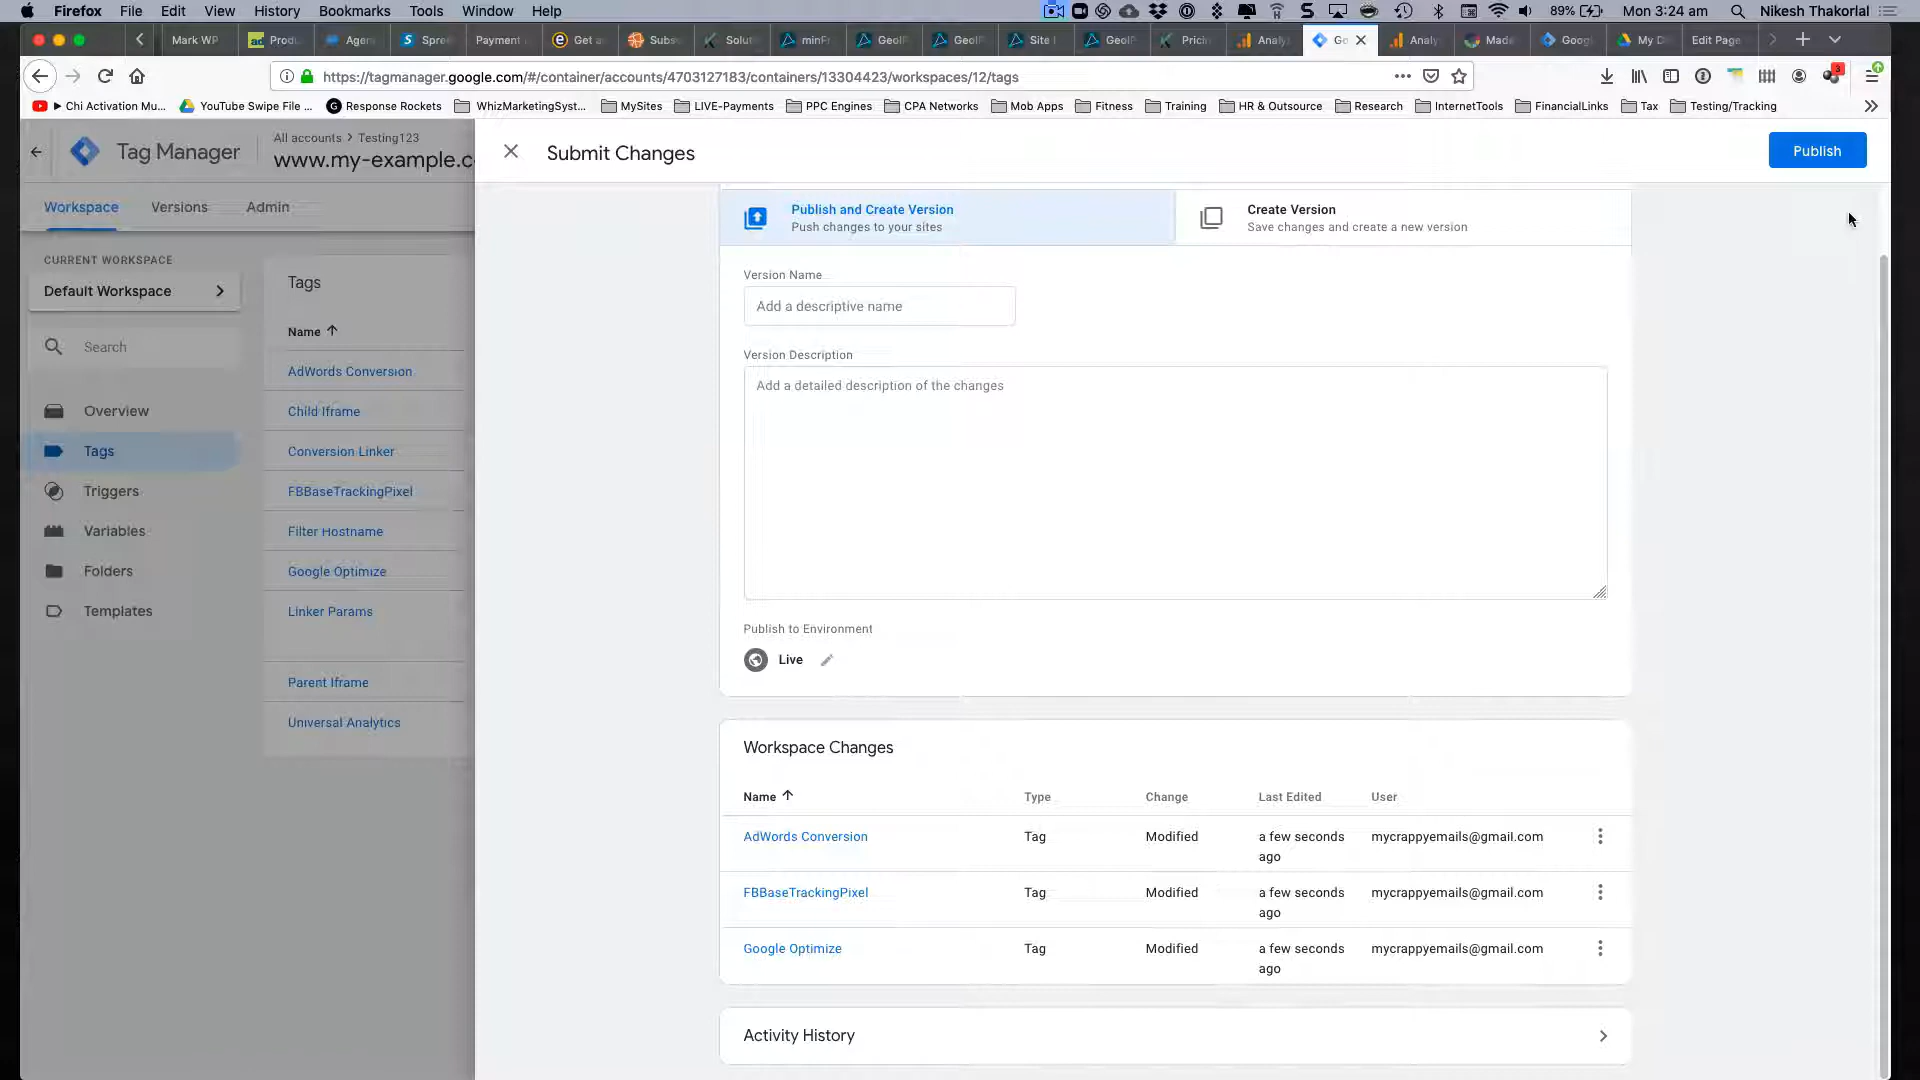 Firefox File Edit View History Bookmarks Tools Window Help 89% Mon 3:24 am Nikesh Thakorlal
Mark WP Produ Agen Spre Payment Get a Subs Solut minFr GeoIP GeoIP Site I GeoIP Pricin Analy Go Analy Made Goog My D Edit Page
https://tagmanager.google.com/#/container/accounts/4703127183/containers/13304423/workspaces/12/tags 3
Chi Activation Mu... YouTube Swipe File ... Response Rockets WhizMarketingSyst... MySites LIVE-Payments PPC Engines CPA Networks Mob Apps Fitness Training HR & Outsource Research InternetTools FinancialLinks Tax Testing/Tracking
Tag Manager
All accounts > Testing123
www.my-example.c
Submit Changes
Publish
Workspace Versions Admin
Publish and Create Version
Push changes to your sites
Create Version
Save changes and create a new version
CURRENT WORKSPACE
Default Workspace
Search
Overview
Tags
Triggers
Variables
Folders
Templates
Tags
Name
AdWords Conversion
Child Iframe
Conversion Linker
FBBaseTrackingPixel
Filter Hostname
Google Optimize
Linker Params
Parent Iframe
Universal Analytics
Version Name
Add a descriptive name
Version Description
Add a detailed description of the changes
Publish to Environment
Live
Workspace Changes
Name Type Change Last Edited User
AdWords Conversion Tag Modified a few seconds ago mycrappyemails@gmail.com
FBBaseTrackingPixel Tag Modified a few seconds ago mycrappyemails@gmail.com
Google Optimize Tag Modified a few seconds ago mycrappyemails@gmail.com
Activity History